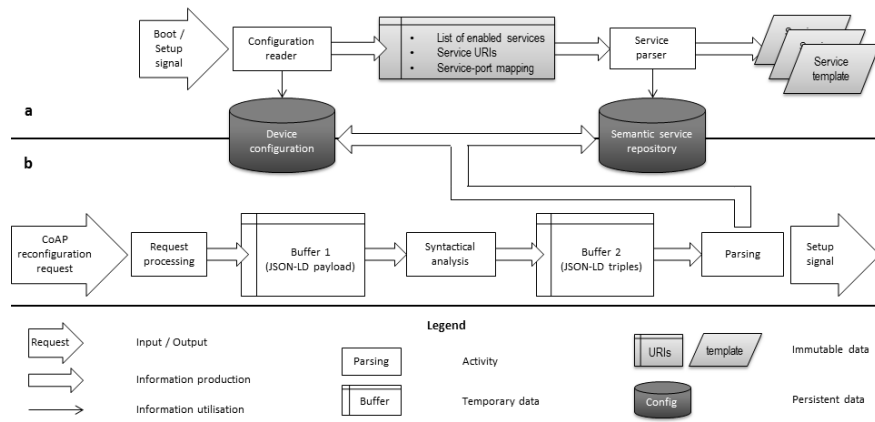 Boot /
Setup
signal
Configuration
reader
• List of enabled services
• Service URIs
• Service-port mapping
Service
parser
Service
template
a
Device
configuration
Semantic service
repository
b
CoAP
reconfiguration
request
Request
processing
Buffer 1
(JSON-LD payload)
Syntactical
analysis
Buffer 2
(JSON-LD triples)
Parsing
Setup
signal
Legend
Request
Input / Output
Information production
Information utilisation
Parsing
Activity
Buffer
Temporary data
URIs
template
Immutable data
Config
Persistent data